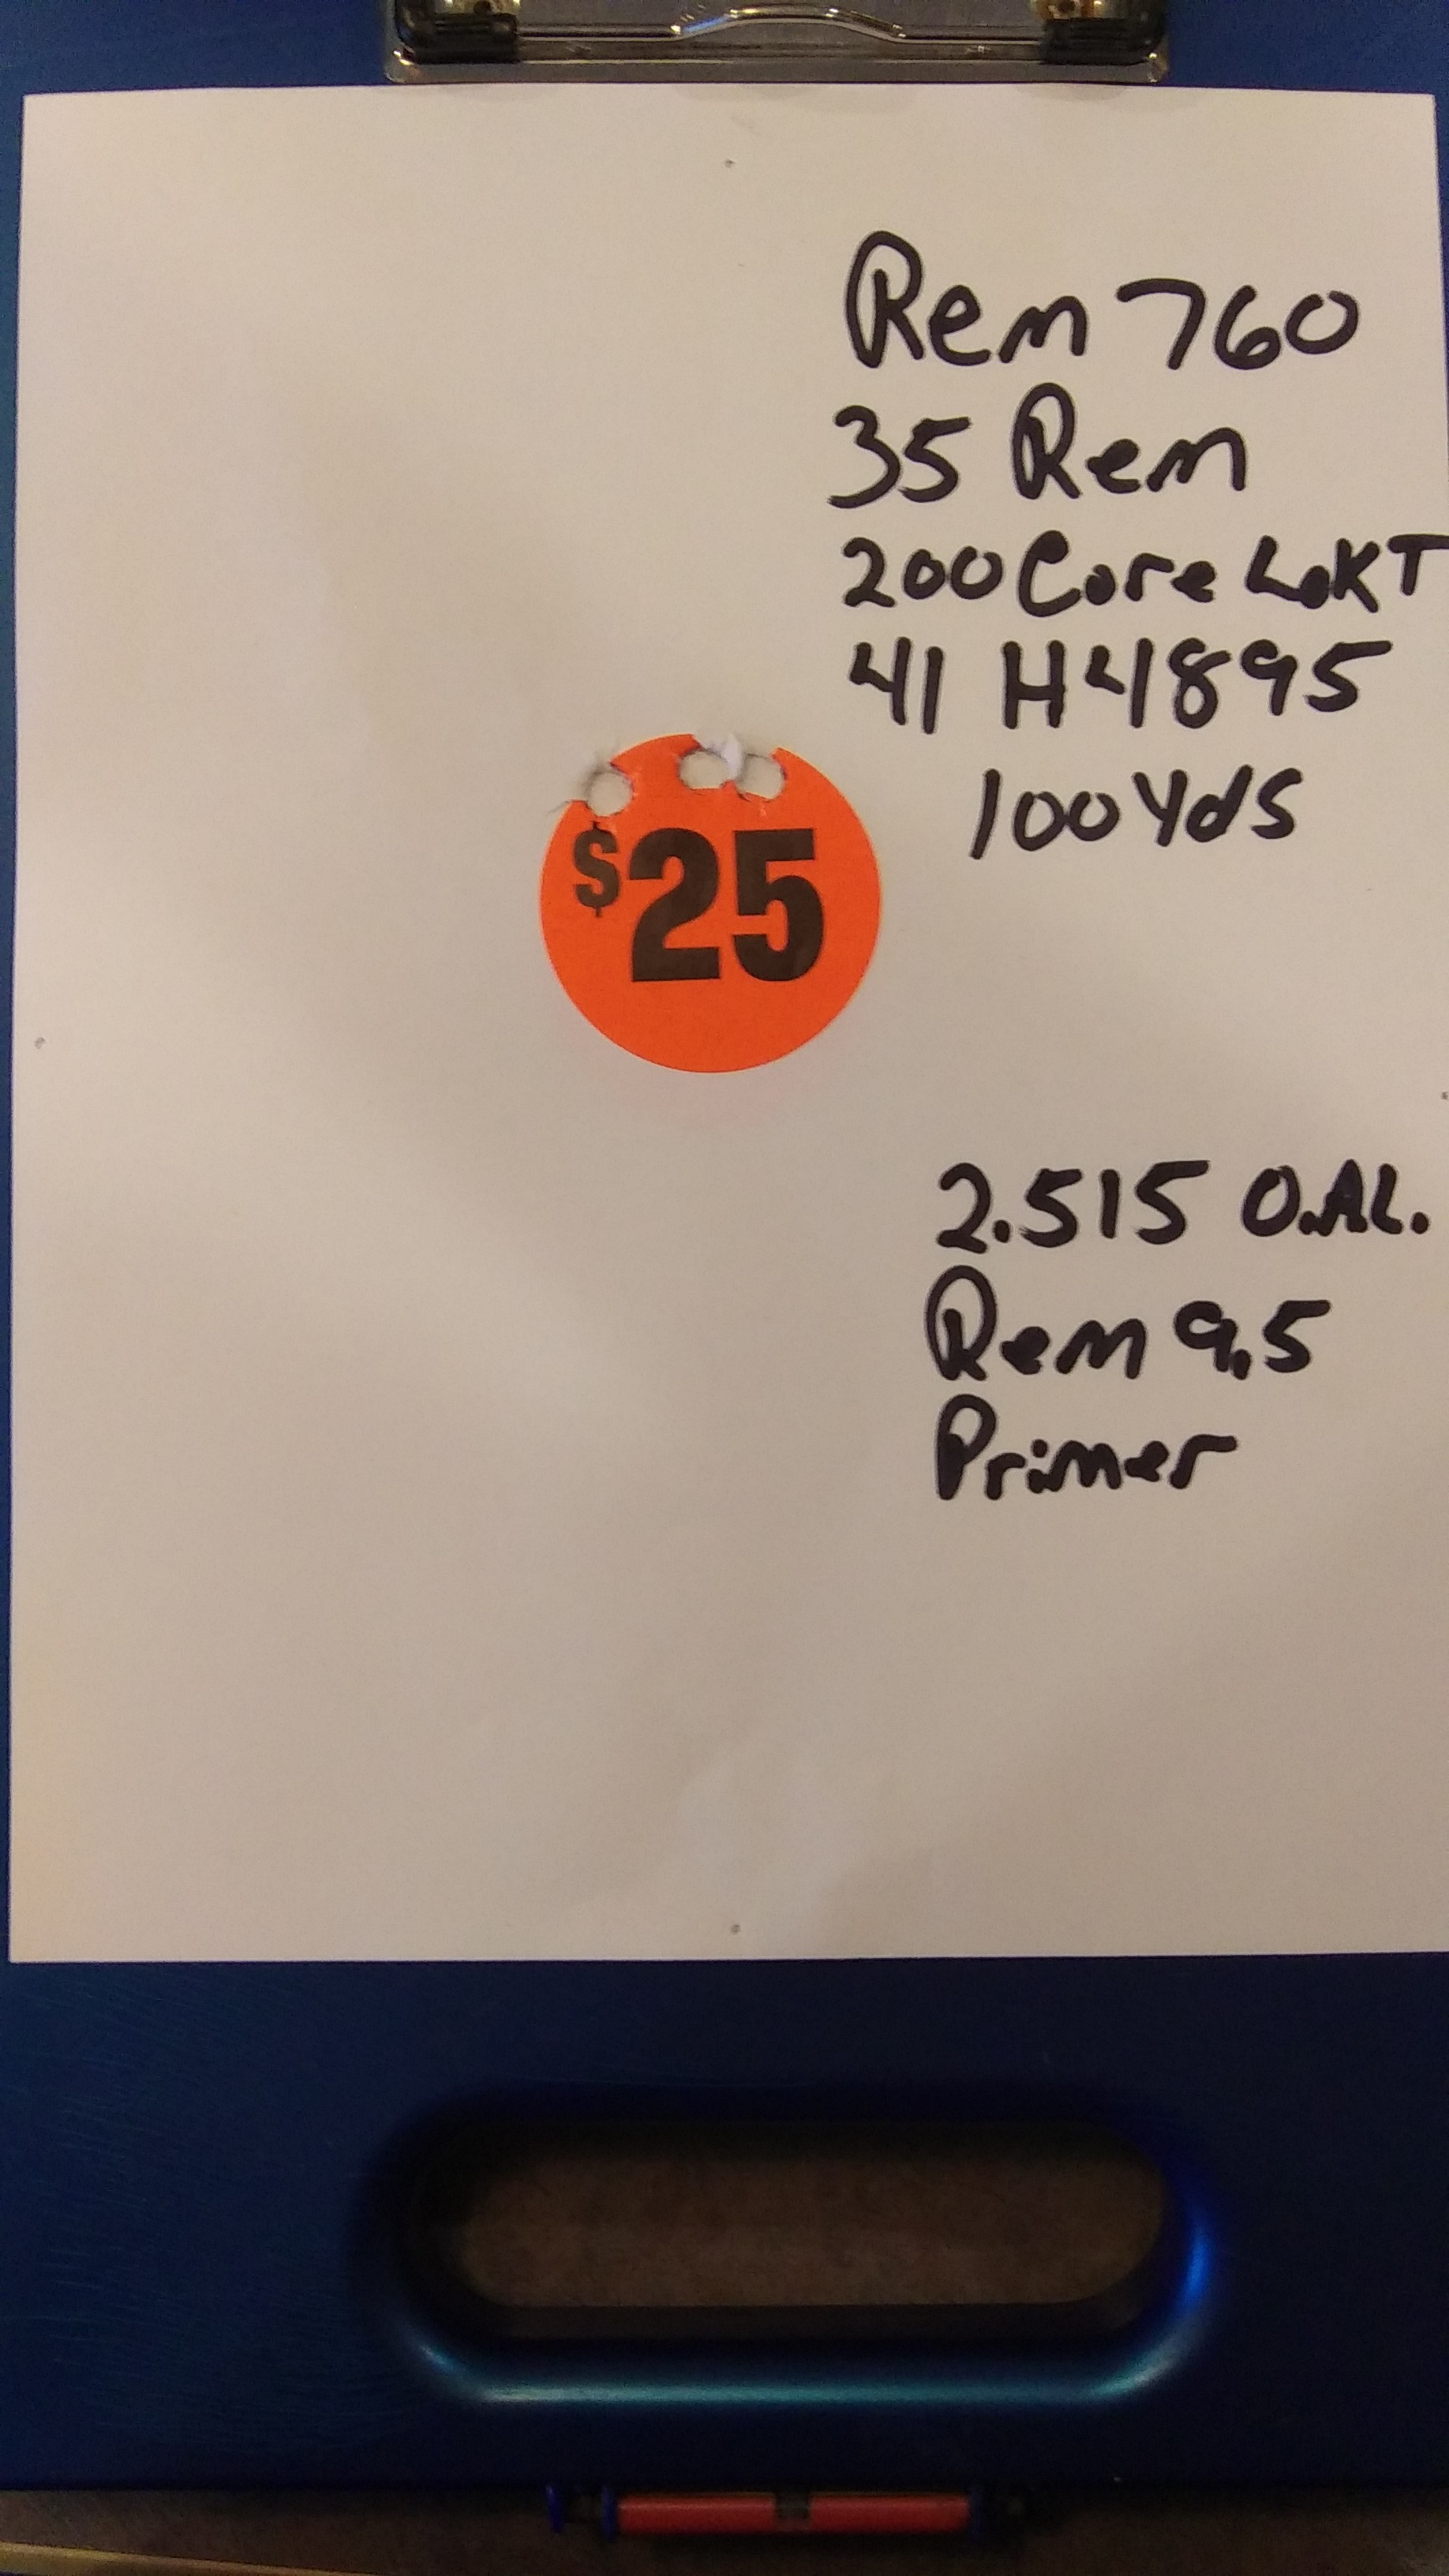 Rem 760
35 Rem
200 Core LoKT
41 H4895
100 Yds
$25
2.515 O.AL.
Rem 9.5
Primer